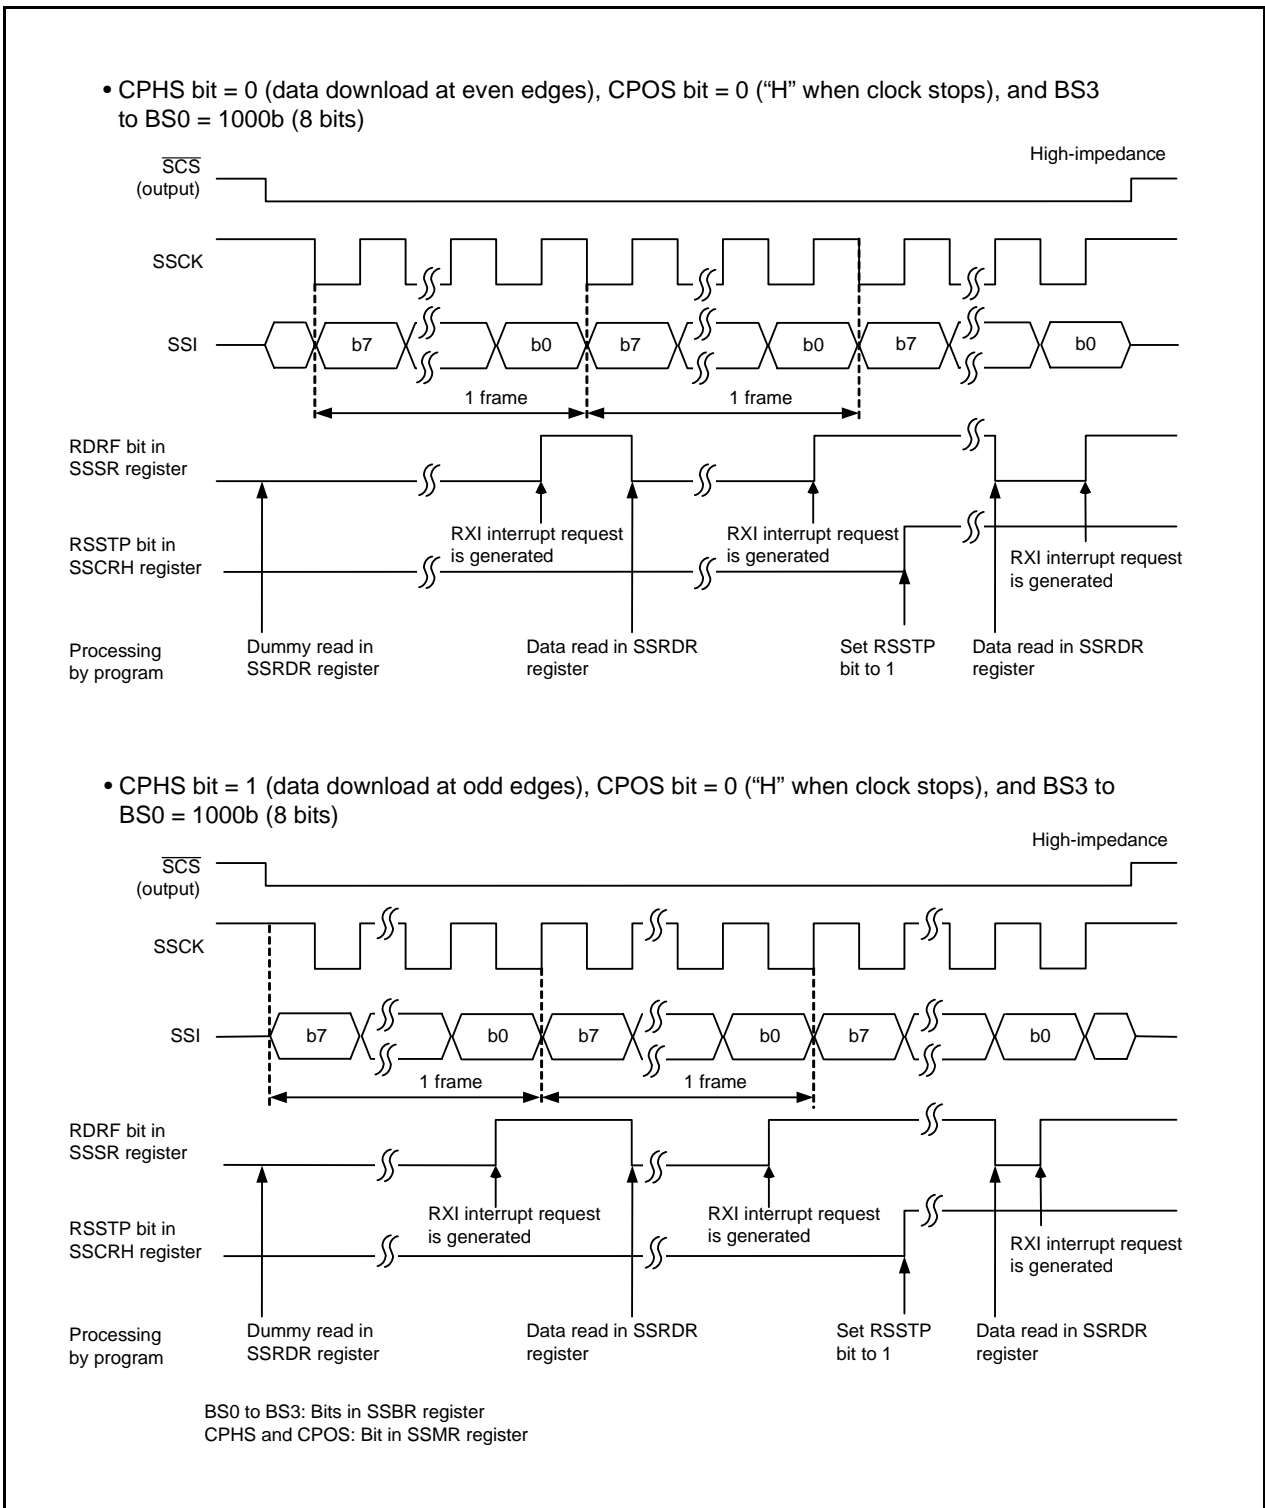 • CPHS bit = 0 (data download at even edges), CPOS bit = 0 (“H” when clock stops), and BS3
to BS0 = 1000b (8 bits)
High-impedance
SCS
(output)
SSCK
SSI
b7
b0
b7
b0
b7
b0
1 frame
1 frame
RDRF bit in
SSSR register
RXI interrupt request
is generated
RXI interrupt request
is generated
RXI interrupt request
is generated
RSSTP bit in
SSCRH register
Processing
by program
Dummy read in
SSRDR register
Data read in SSRDR
register
Set RSSTP
bit to 1
Data read in SSRDR
register
• CPHS bit = 1 (data download at odd edges), CPOS bit = 0 (“H” when clock stops), and BS3 to
BS0 = 1000b (8 bits)
High-impedance
SCS
(output)
SSCK
SSI
b7
b0
b7
b0
b7
b0
1 frame
1 frame
RDRF bit in
SSSR register
RXI interrupt request
is generated
RXI interrupt request
is generated
RXI interrupt request
is generated
RSSTP bit in
SSCRH register
Processing
by program
Dummy read in
SSRDR register
Data read in SSRDR
register
Set RSSTP
bit to 1
Data read in SSRDR
register
BS0 to BS3: Bits in SSBR register
CPHS and CPOS: Bit in SSMR register